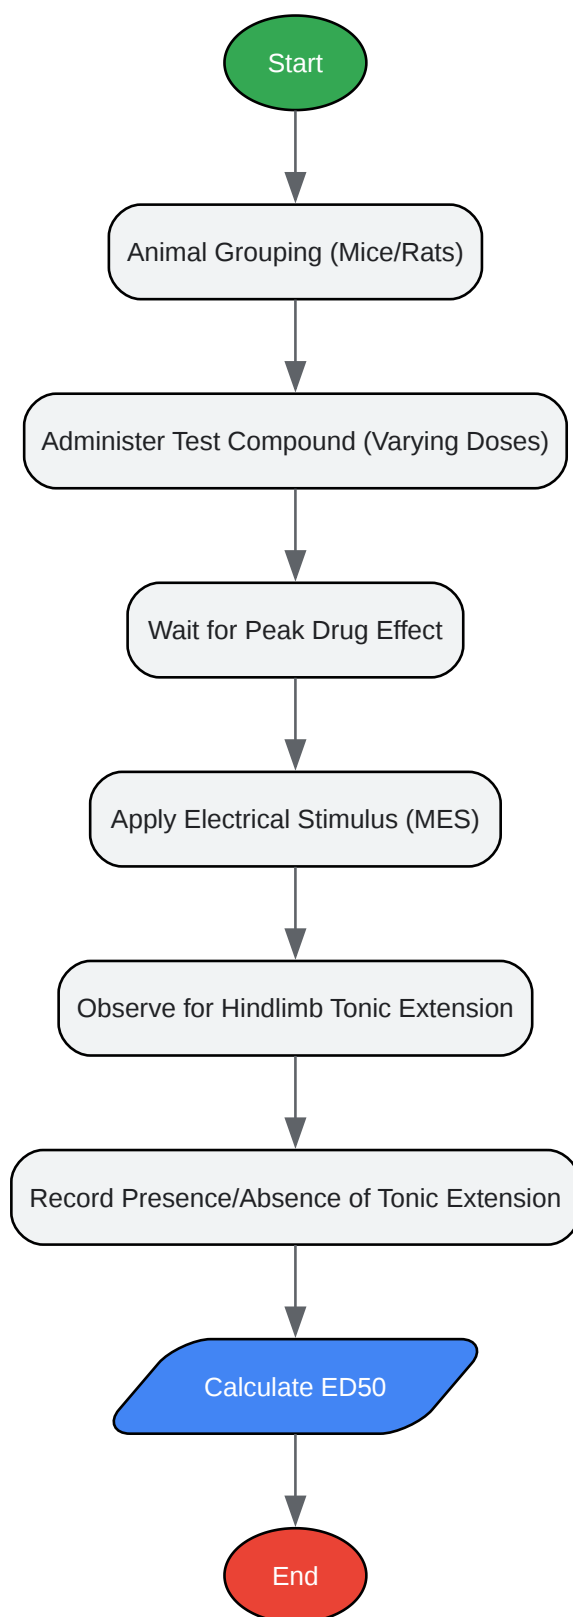 Start
Animal Grouping (Mice/Rats)
Administer Test Compound (Varying Doses)
Wait for Peak Drug Effect
Apply Electrical Stimulus (MES)
Observe for Hindlimb Tonic Extension
Record Presence/Absence of Tonic Extension
Calculate ED50
End